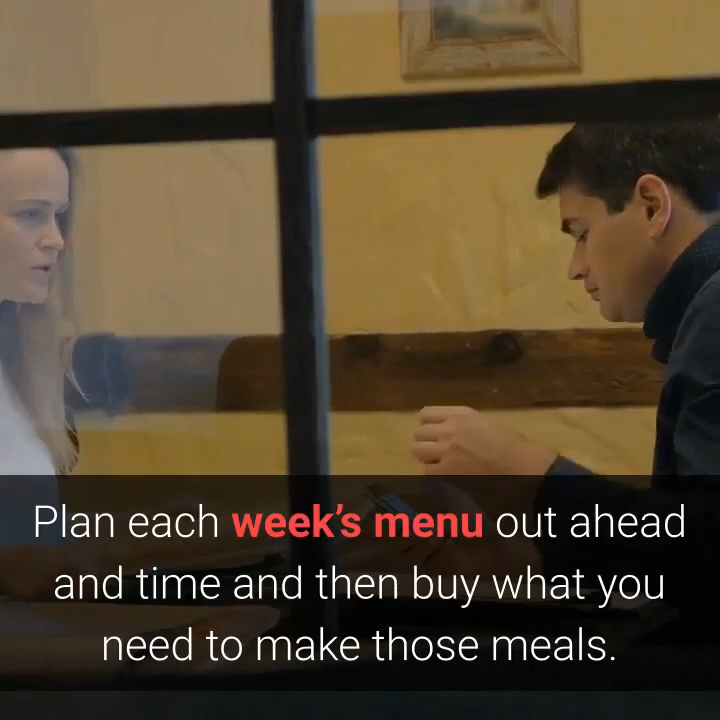 Plan each week’s menu out ahead
and time and then buy what you
need to make those meals.